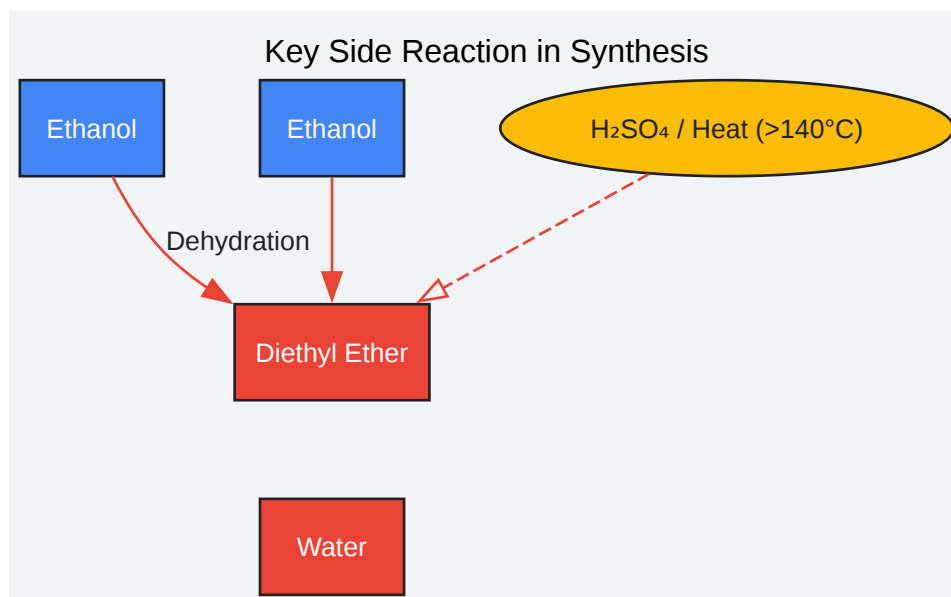 Key Side Reaction in Synthesis
Ethanol
Ethanol
H₂SO₄ / Heat (>140°C)
Dehydration
Diethyl Ether
Water